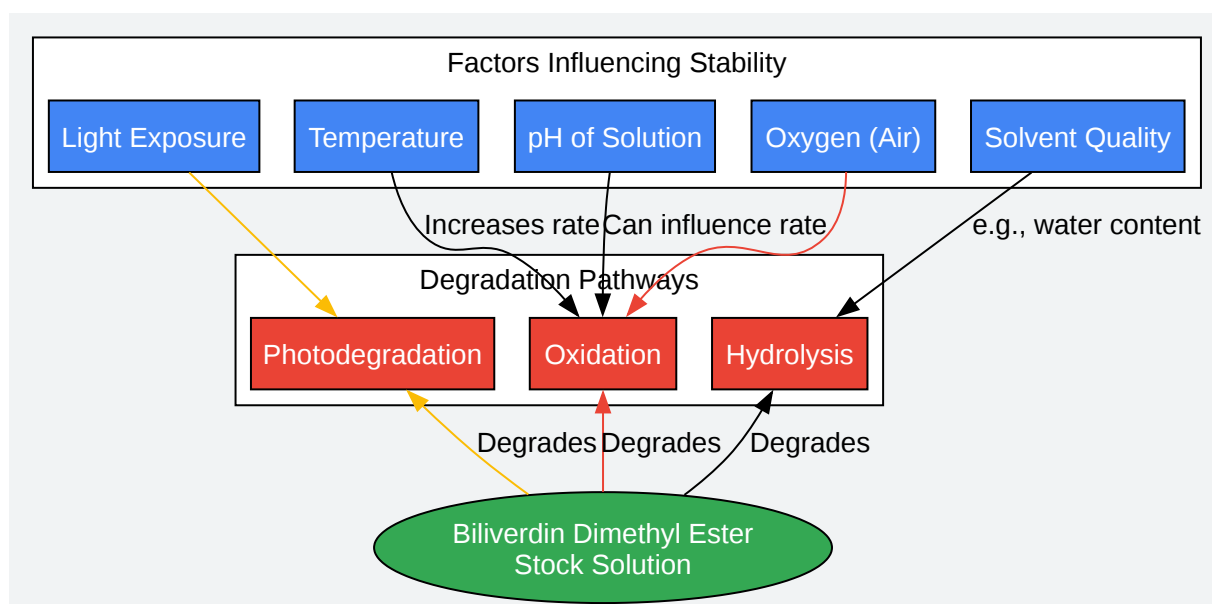 Factors Influencing Stability
Light Exposure
Temperature
pH of Solution
Oxygen (Air)
Solvent Quality
Increases rate
Can influence rate
e.g., water content
Degradation Pathways
Photodegradation
Oxidation
Hydrolysis
Degrades
Degrades
Degrades
Biliverdin Dimethyl Ester
Stock Solution